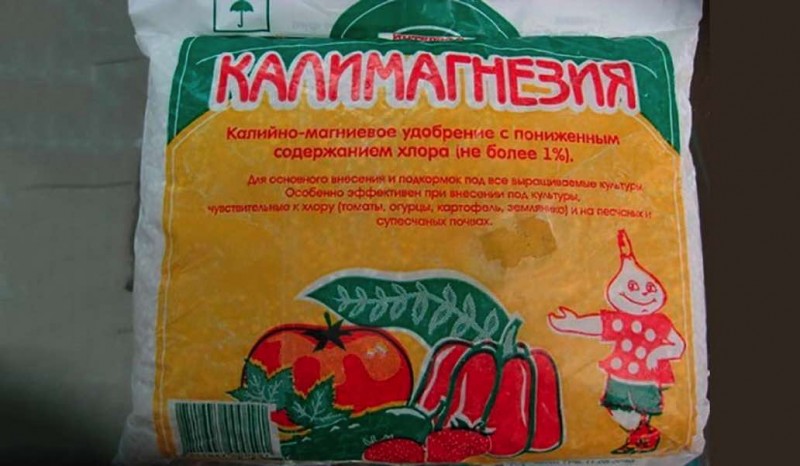 КАЛИМАГНЕЗИЯ
Калийно-магниевое удобрение с пониженным
содержанием хлора (не более 1%).
Для основного внесения и подкормок под все выращиваемые культуры.
Особенно эффективен при внесении под культуры,
чувствительные к хлору (томаты, огурцы, картофель, землянику) и на песчаных и
супесчаных почвах.